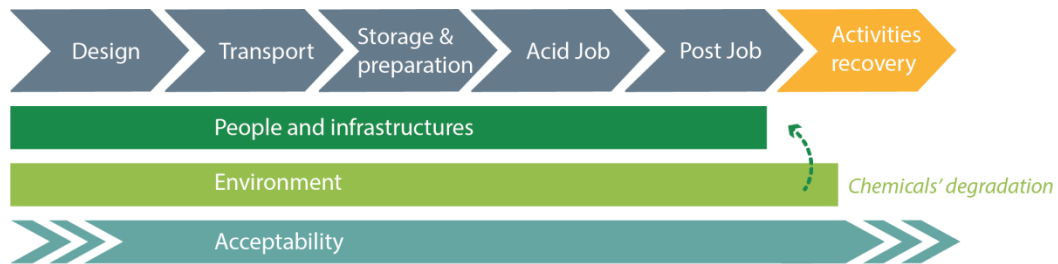 Design
Transport
Storage &
preparation
Acid Job
Post Job
Activities
recovery
People and infrastructures
Environment
Chemicals' degradation
Acceptability